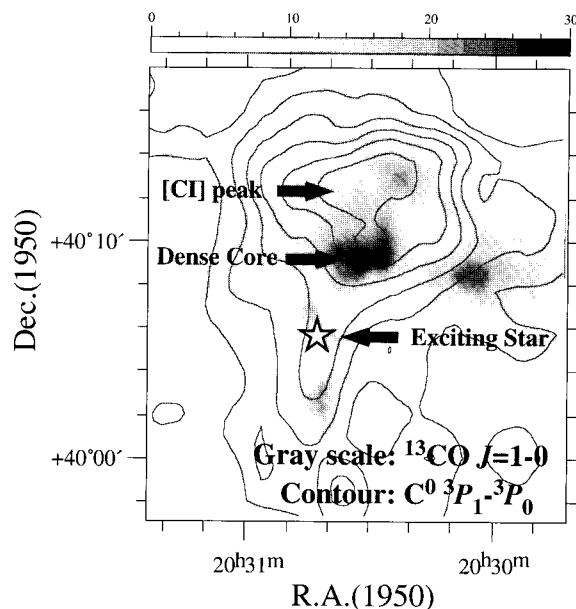 0 10 20 30
[CI] peak
+40°10′
Dense Core
Dec.(1950)
Exciting Star
+40°00′
Gray scale: ¹³CO J=1-0
Contour: C⁰ ³P₁-³P₀
20ʰ31ᵐ 20ʰ30ᵐ
R.A.(1950)